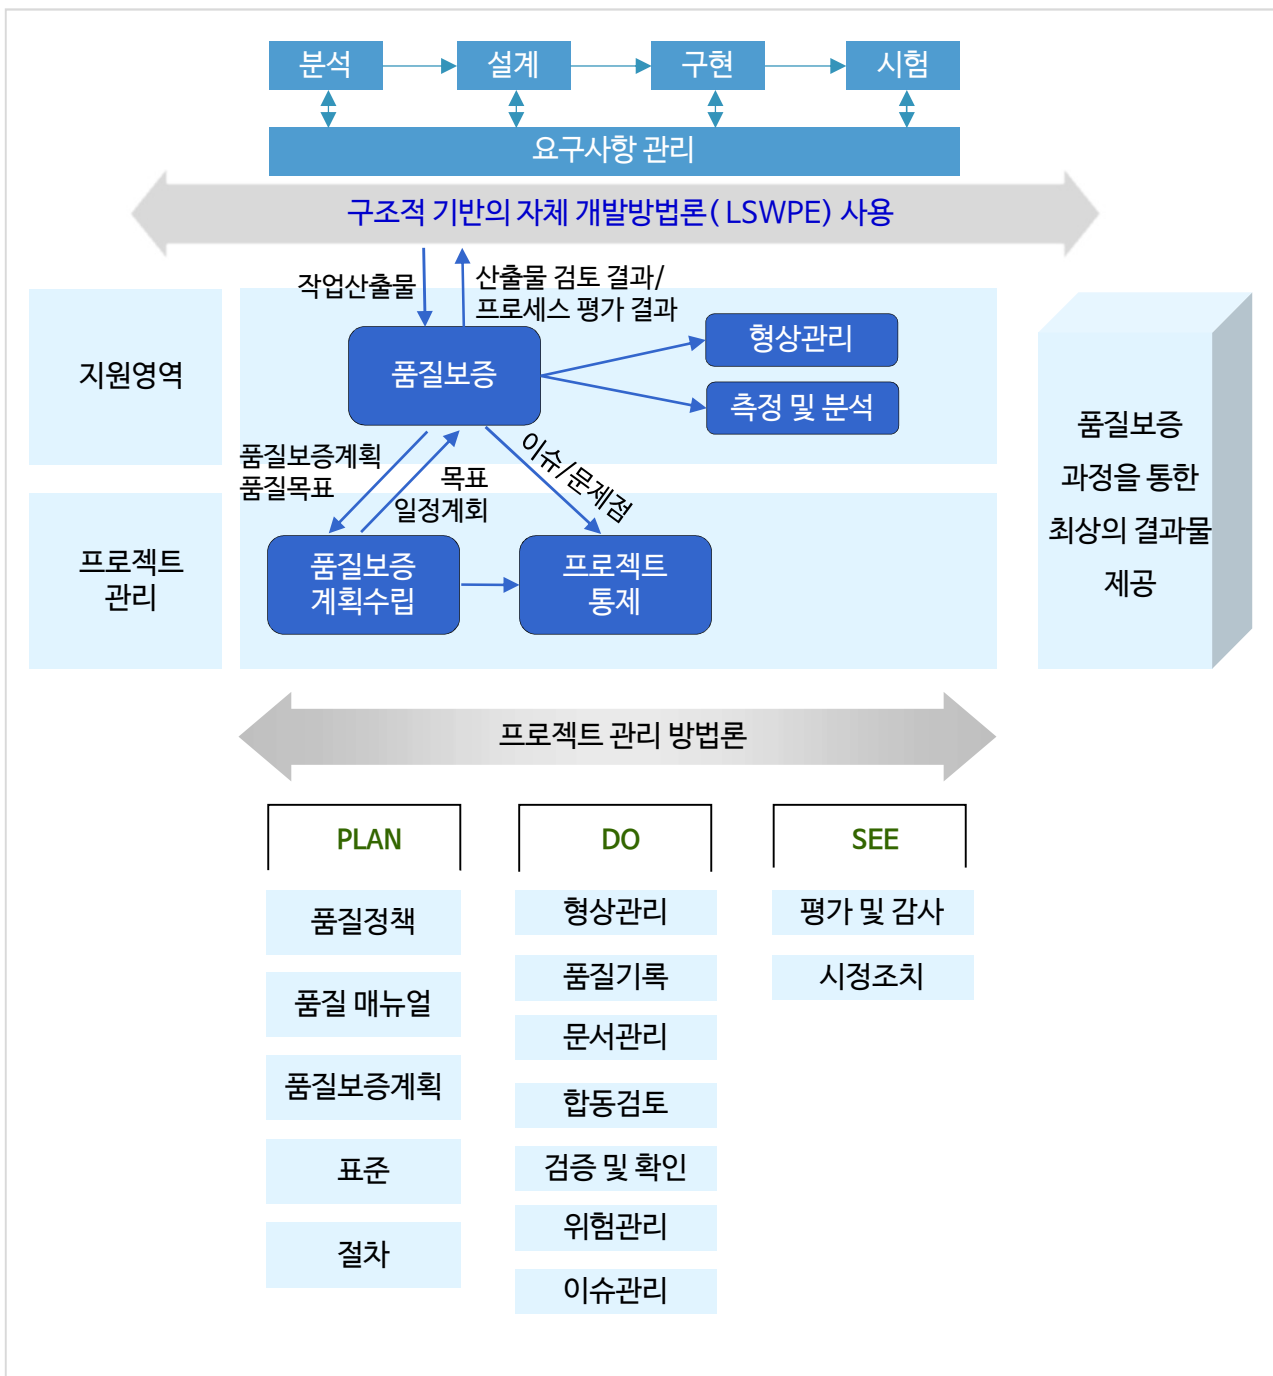 분석
설계
구현
시험
요구사항 관리
구조적 기반의 자체 개발방법론( LSWPE) 사용
작업산출물
산출물 검토 결과/
프로세스 평가 결과
지원영역
품질보증
형상관리
측정 및 분석
품질보증계획
품질목표
목표
일정계회
이슈/문제점
프로젝트
관리
품질보증
계획수립
프로젝트
통제
품질보증
과정을 통한
최상의 결과물
제공
프로젝트 관리 방법론
PLAN
품질정책
품질 매뉴얼
품질보증계획
표준
절차
DO
형상관리
품질기록
문서관리
합동검토
검증 및 확인
위험관리
이슈관리
SEE
평가 및 감사
시정조치